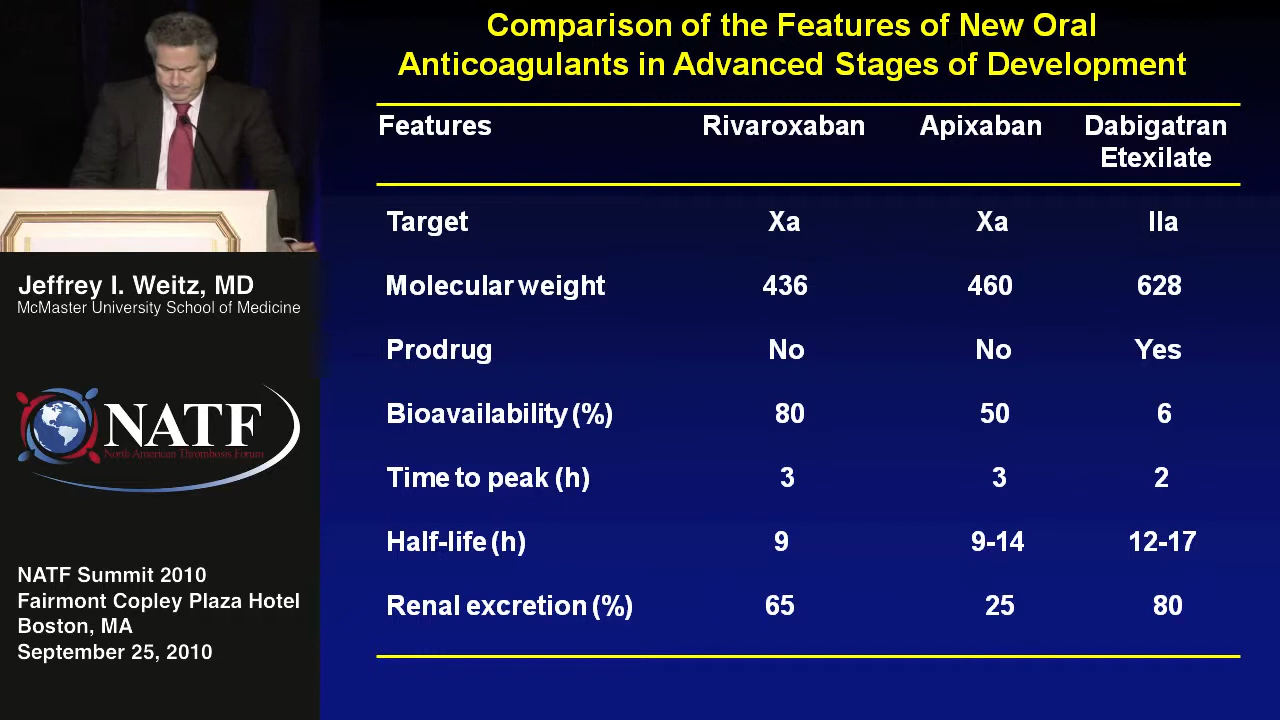 Comparison of the Features of New Oral
Anticoagulants in Advanced Stages of Development
Features Rivaroxaban Apixaban Dabigatran
Etexilate
Target Xa Xa IIa
Molecular weight 436 460 628
Prodrug No No Yes
Bioavailability (%) 80 50 6
Time to peak (h) 3 3 2
Half-life (h) 9 9-14 12-17
Renal excretion (%) 65 25 80
Jeffrey I. Weitz, MD
McMaster University School of Medicine
NATF
North American Thrombosis Forum
NATF Summit 2010
Fairmont Copley Plaza Hotel
Boston, MA
September 25, 2010